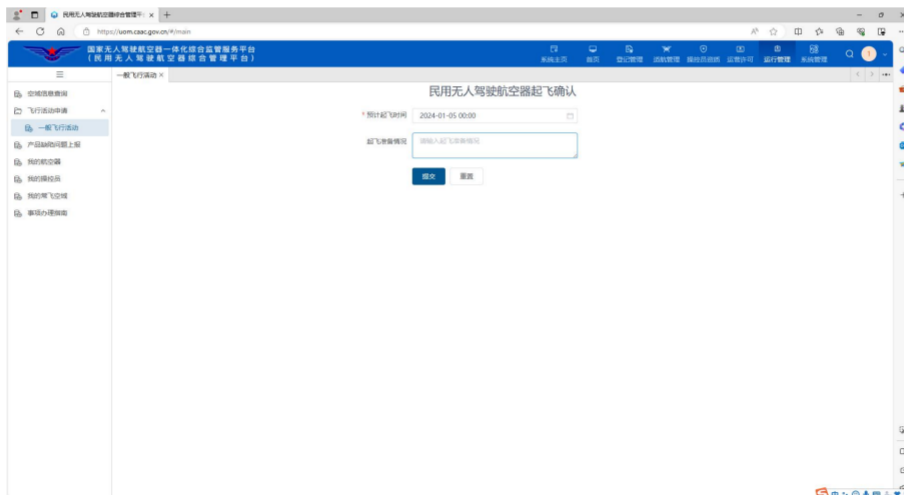 民用无人驾驶航空器综合管理平
https://uom.caac.gov.cn/#/main
国家无人驾驶航空器一体化综合监管服务平台
(民用无人驾驶航空器综合管理平台)
系统主页 首页 登记管理 适航管理 操控员资质 运营许可 运行管理 系统管理
一般飞行活动 ×
空域信息查询
飞行活动申请
一般飞行活动
产品缺陷问题上报
我的航空器
我的操控员
我的常飞空域
事项办理指南
民用无人驾驶航空器起飞确认
* 预计起飞时间 2024-01-05 00:00
起飞准备情况 请输入起飞准备情况
提交 重置
中